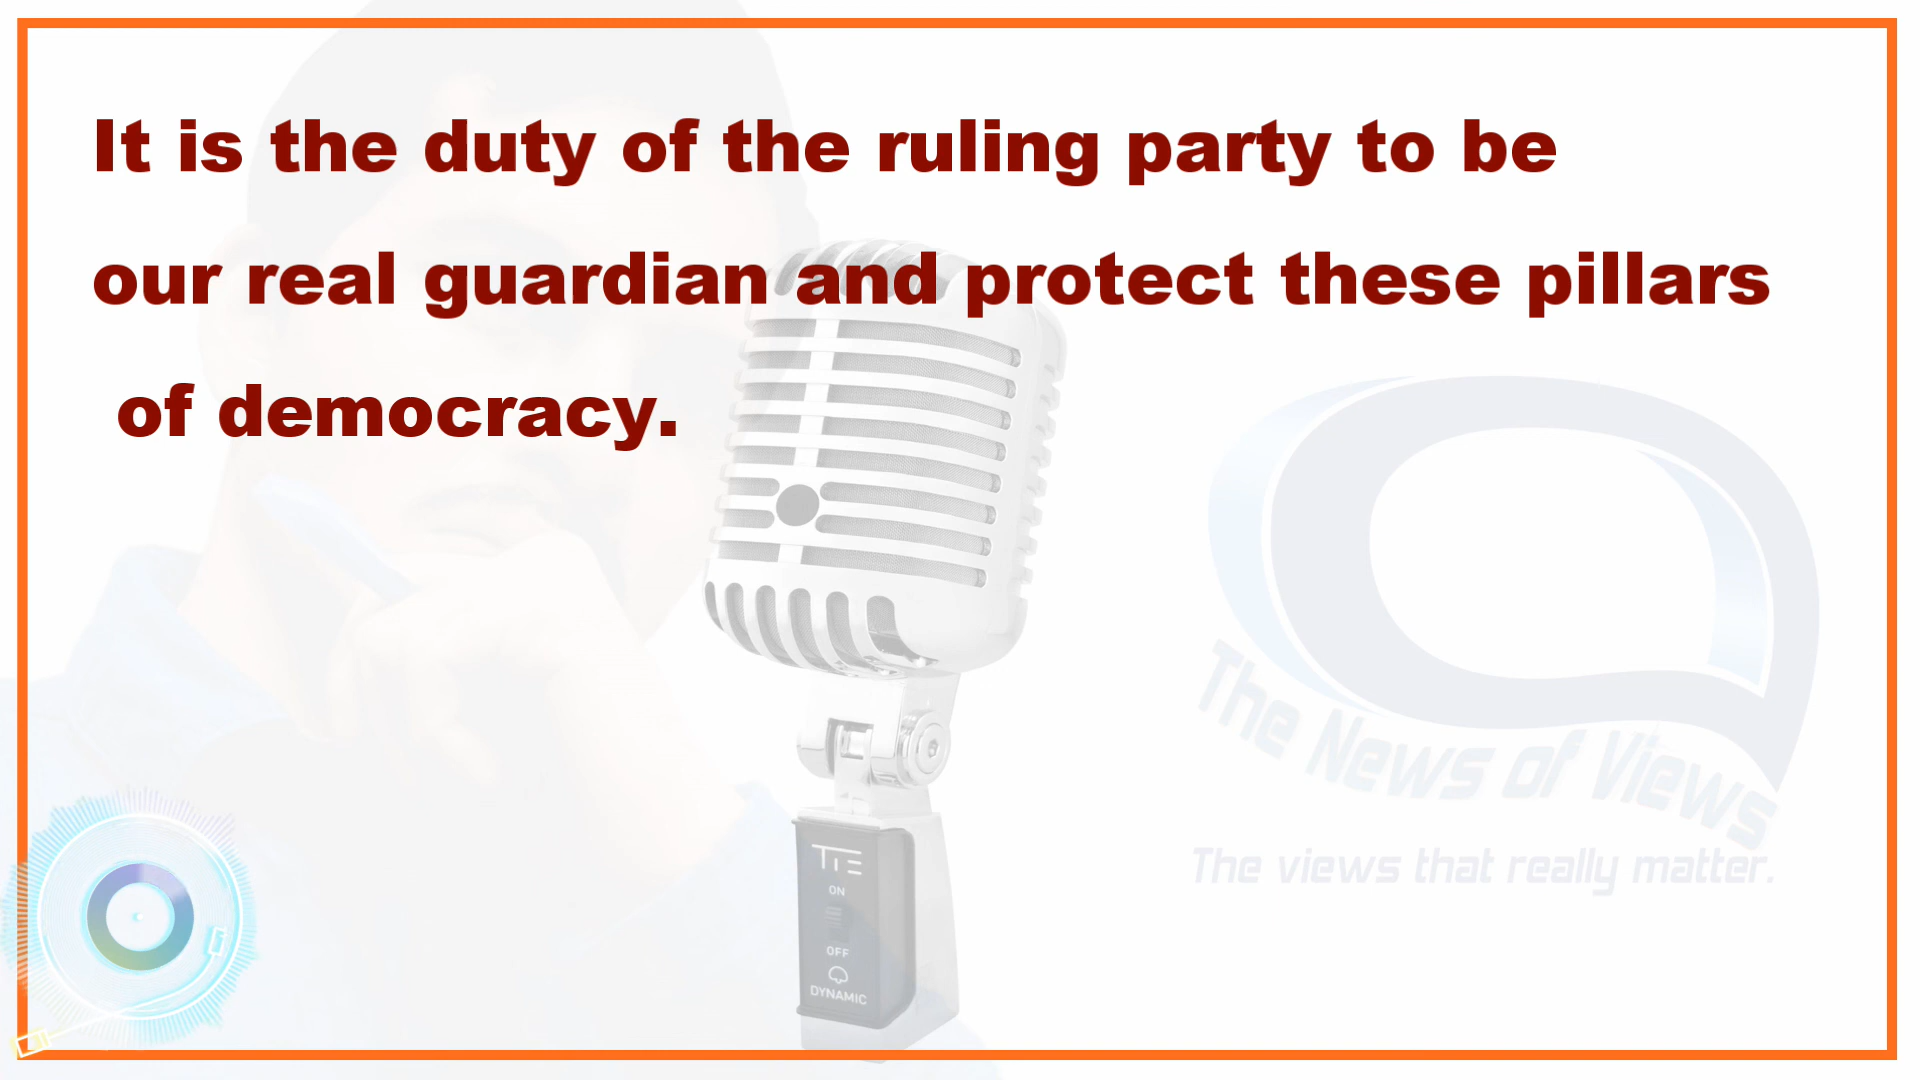 It is the duty of the ruling party to be
our real guardian and protect these pillars
of democracy.
The News of Views
The views that really matter.
TIE
ON
OFF
DYNAMIC